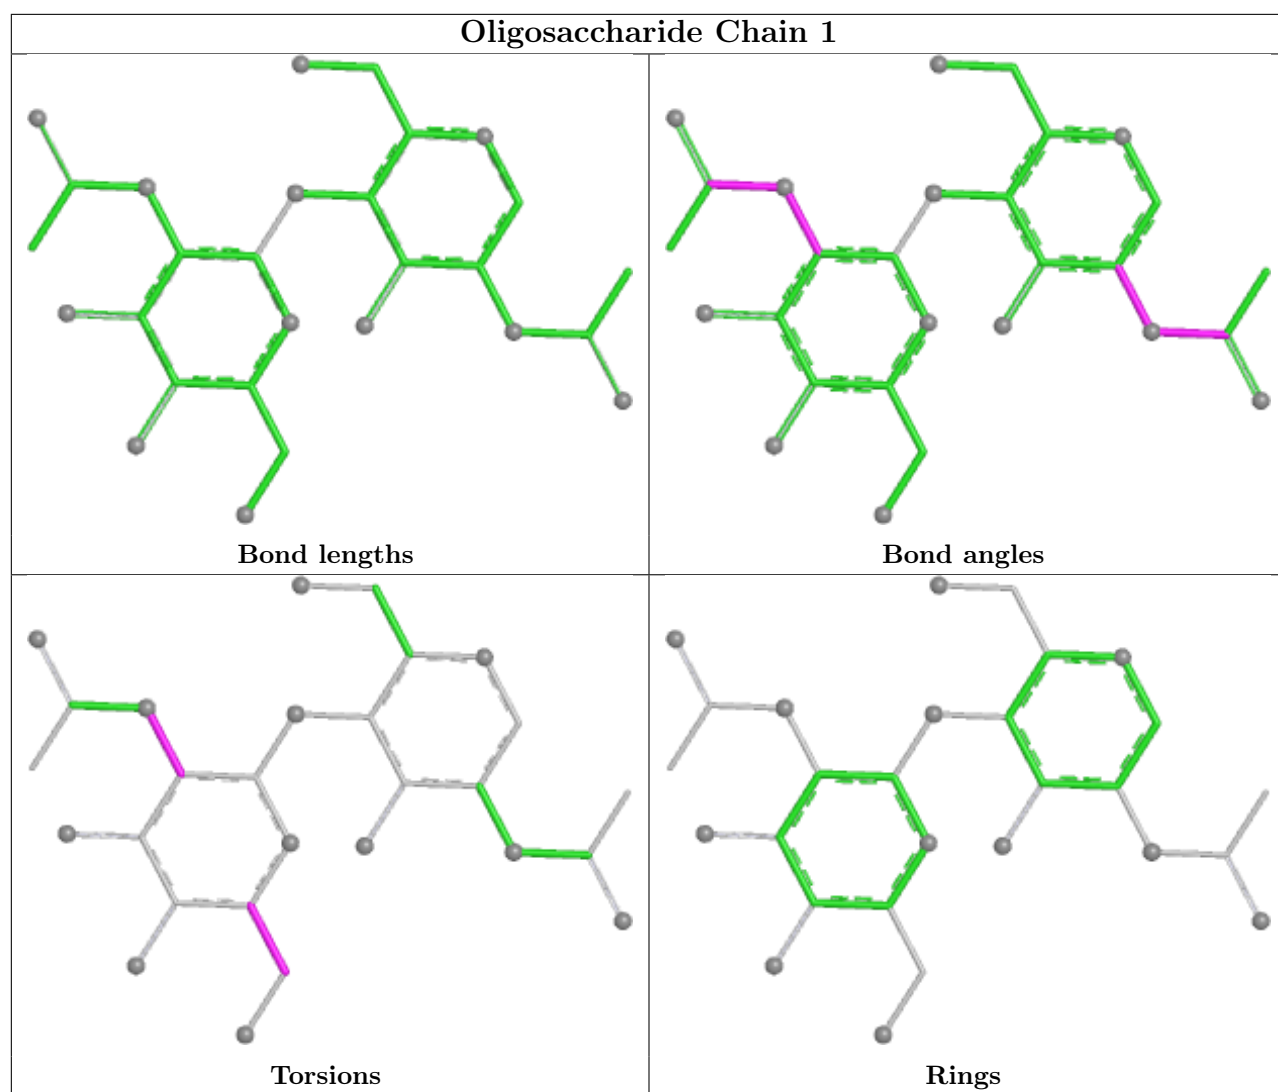 Oligosaccharide Chain 1
Bond lengths
Bond angles
Torsions
Rings